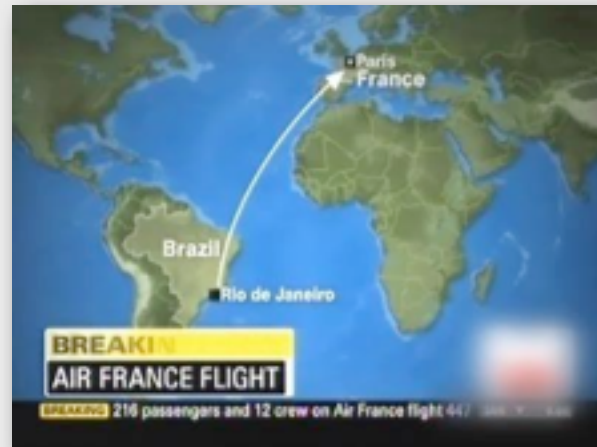 Paris
France
Brazil
Rio de Janeiro
BREAKIN
AIR FRANCE FLIGHT
BREAKING 216 passengers and 12 crew on Air France flight 447